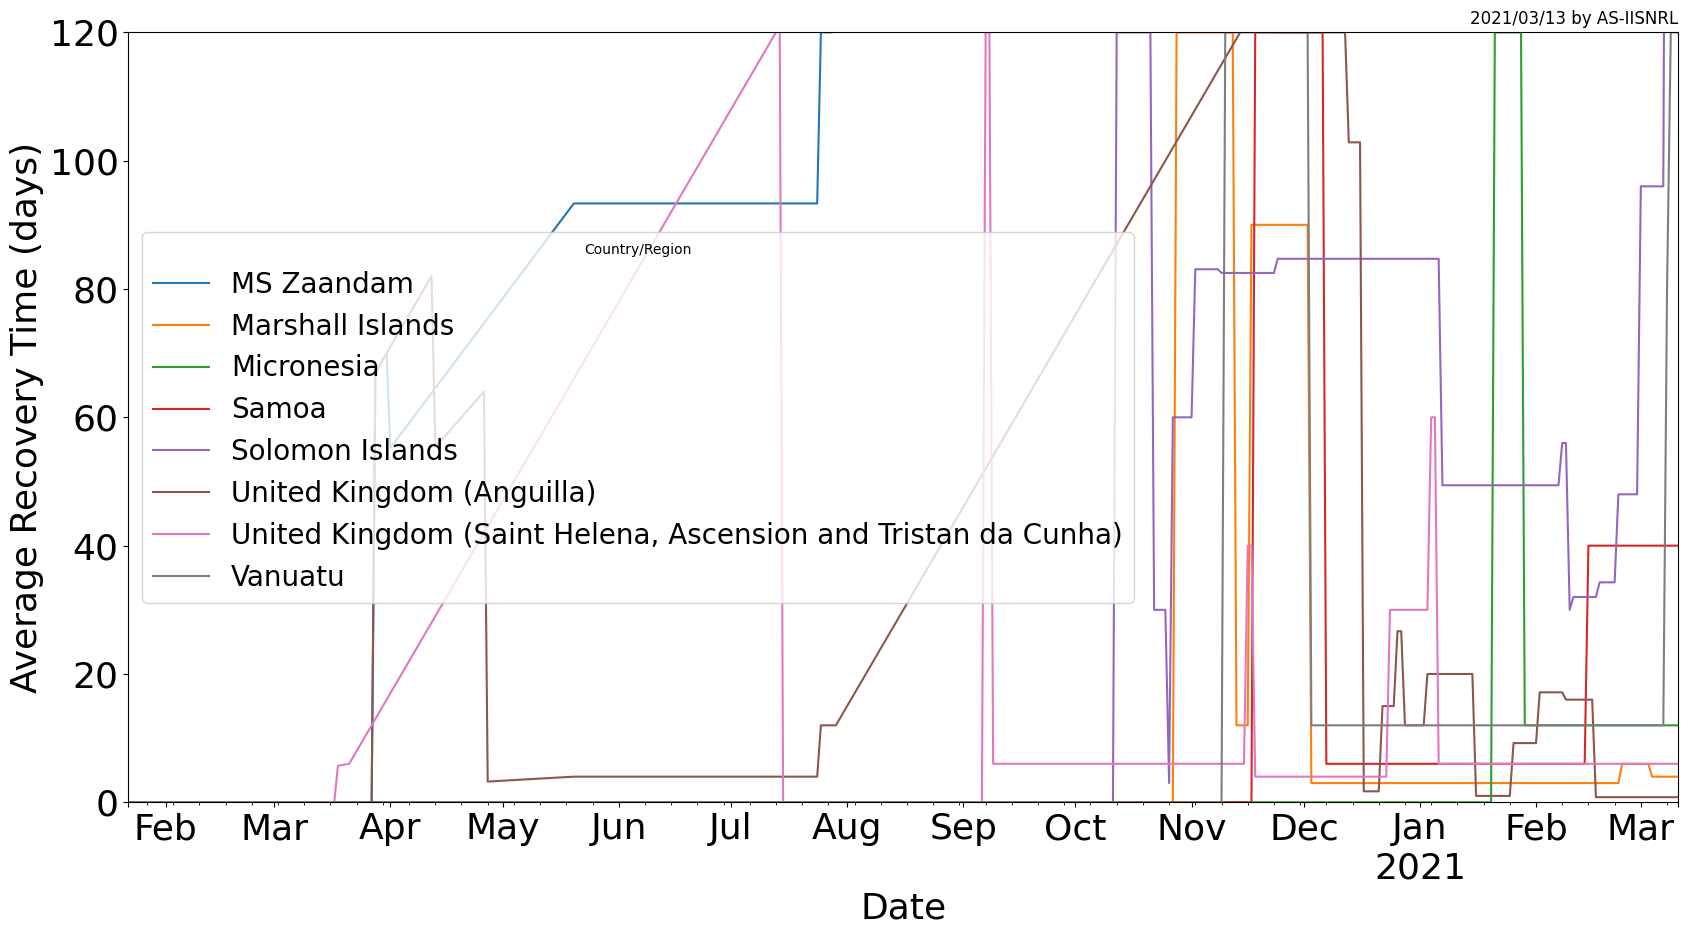 2021/03/13 by AS-IISNRL
120
100
80
60
40
20
0
Average Recovery Time (days)
Country/Region
MS Zaandam
Marshall Islands
Micronesia
Samoa
Solomon Islands
United Kingdom (Anguilla)
United Kingdom (Saint Helena, Ascension and Tristan da Cunha)
Vanuatu
Feb Mar Apr May Jun Jul Aug Sep Oct Nov Dec Jan Feb Mar
2021
Date